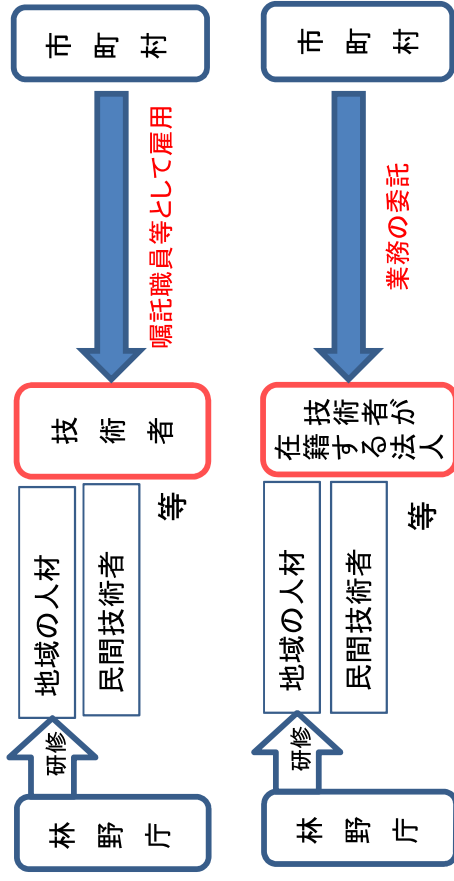 市町村
嘱託職員等として雇用
技術者
地域の人材
民間技術者
等
研修
林野庁
市町村
業務の委託
技術者が
在籍する法人
地域の人材
民間技術者
等
研修
林野庁